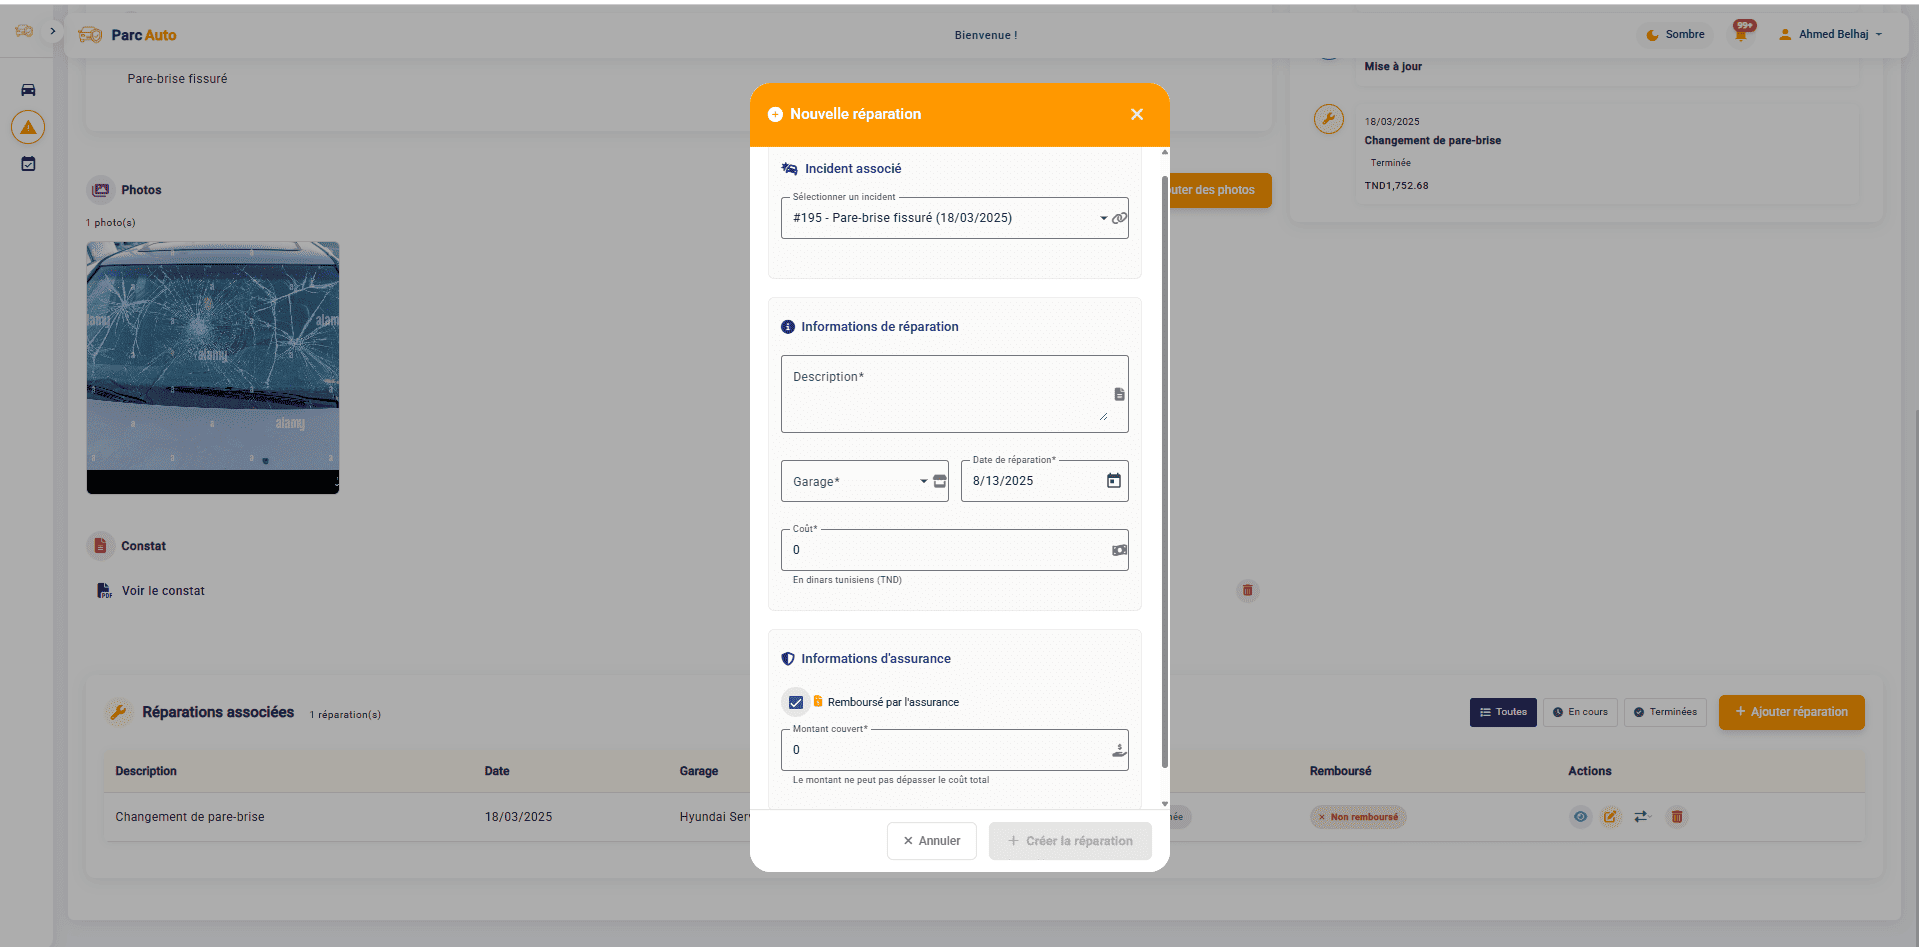 Parc Auto
Bienvenue !
Sombre
99+
Ahmed Belhaj
Pare-brise fissuré
Mise à jour
18/03/2025
Changement de pare-brise
Terminée
TND1,752.68
Photos
1 photo(s)
uter des photos
alamy
alamy
Constat
PDF
Voir le constat
Nouvelle réparation
Incident associé
Sélectionner un incident
#195 - Pare-brise fissuré (18/03/2025)
Informations de réparation
Description*
Garage*
Date de réparation*
8/13/2025
Coût*
0
En dinars tunisiens (TND)
Informations d'assurance
Remboursé par l'assurance
Montant couvert*
0
Le montant ne peut pas dépasser le coût total
Annuler
Créer la réparation
Réparations associées
1 réparation(s)
Toutes
En cours
Terminées
Ajouter réparation
Description Date Garage Remboursé Actions
Changement de pare-brise 18/03/2025 Hyundai Ser née Non remboursé